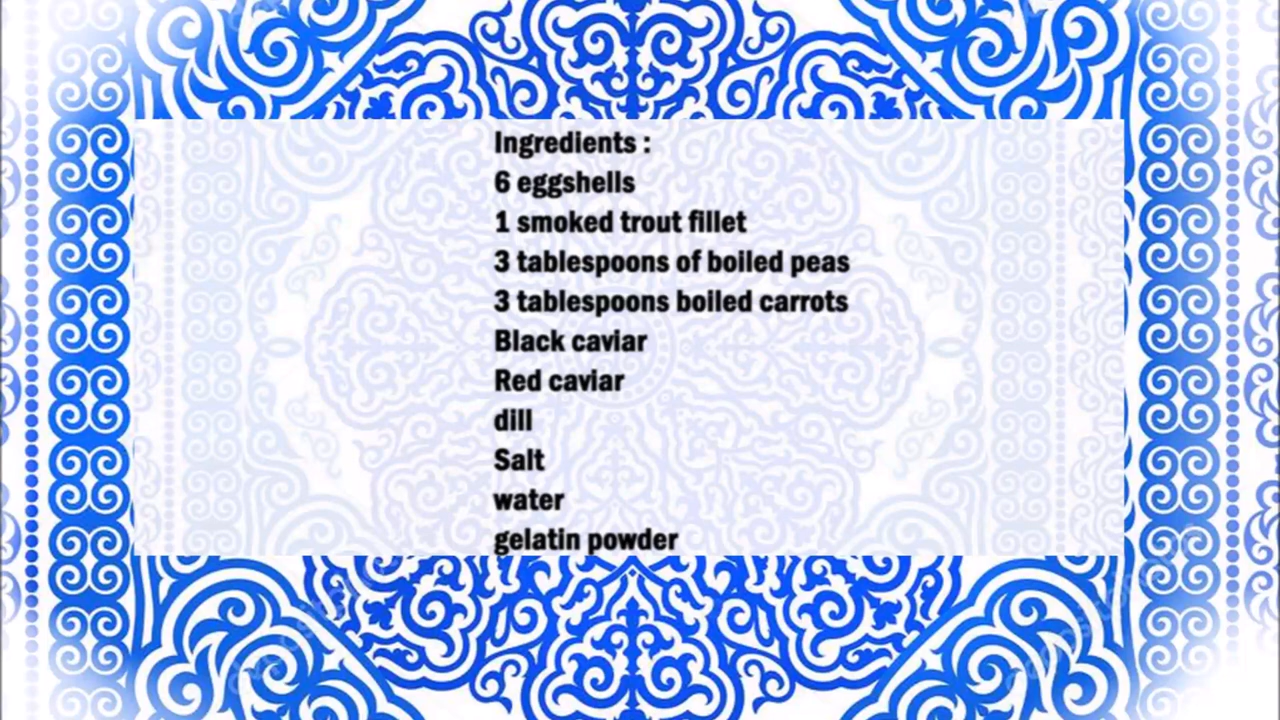 Ingredients :
6 eggshells
1 smoked trout fillet
3 tablespoons of boiled peas
3 tablespoons boiled carrots
Black caviar
Red caviar
dill
Salt
water
gelatin powder